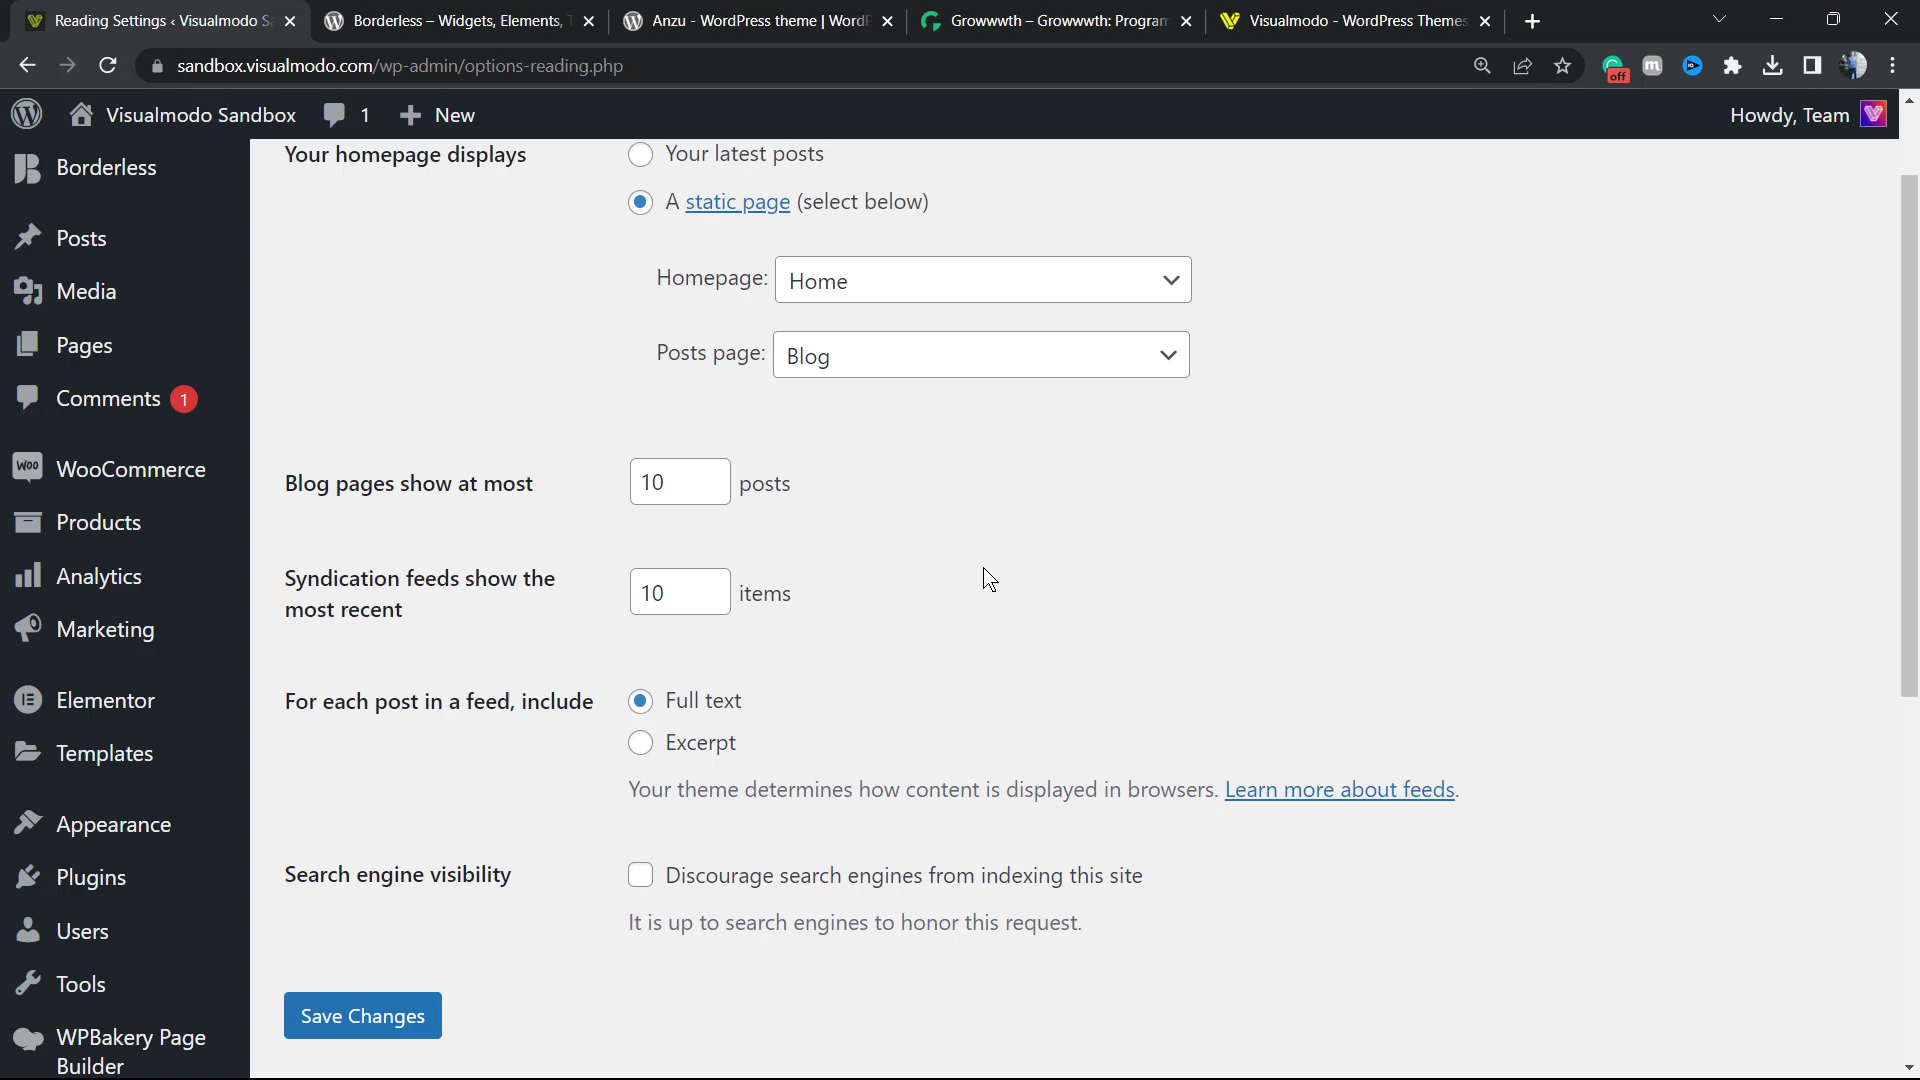 Reading Settings ‹ Visualmodo S
Borderless – Widgets, Elements,
Anzu - WordPress theme | WordP
Growwwth – Growwwth: Program
Visualmodo - WordPress Themes
sandbox.visualmodo.com/wp-admin/options-reading.php
off
m
Visualmodo Sandbox
1
New
Howdy, Team
Borderless
Posts
Media
Pages
Comments 1
WooCommerce
Products
Analytics
Marketing
Elementor
Templates
Appearance
Plugins
Users
Tools
WPBakery Page
Builder
Your homepage displays
Your latest posts
A static page (select below)
Homepage: Home
Posts page: Blog
Blog pages show at most
10 posts
Syndication feeds show the
most recent
10 items
For each post in a feed, include
Full text
Excerpt
Your theme determines how content is displayed in browsers. Learn more about feeds.
Search engine visibility
Discourage search engines from indexing this site
It is up to search engines to honor this request.
Save Changes